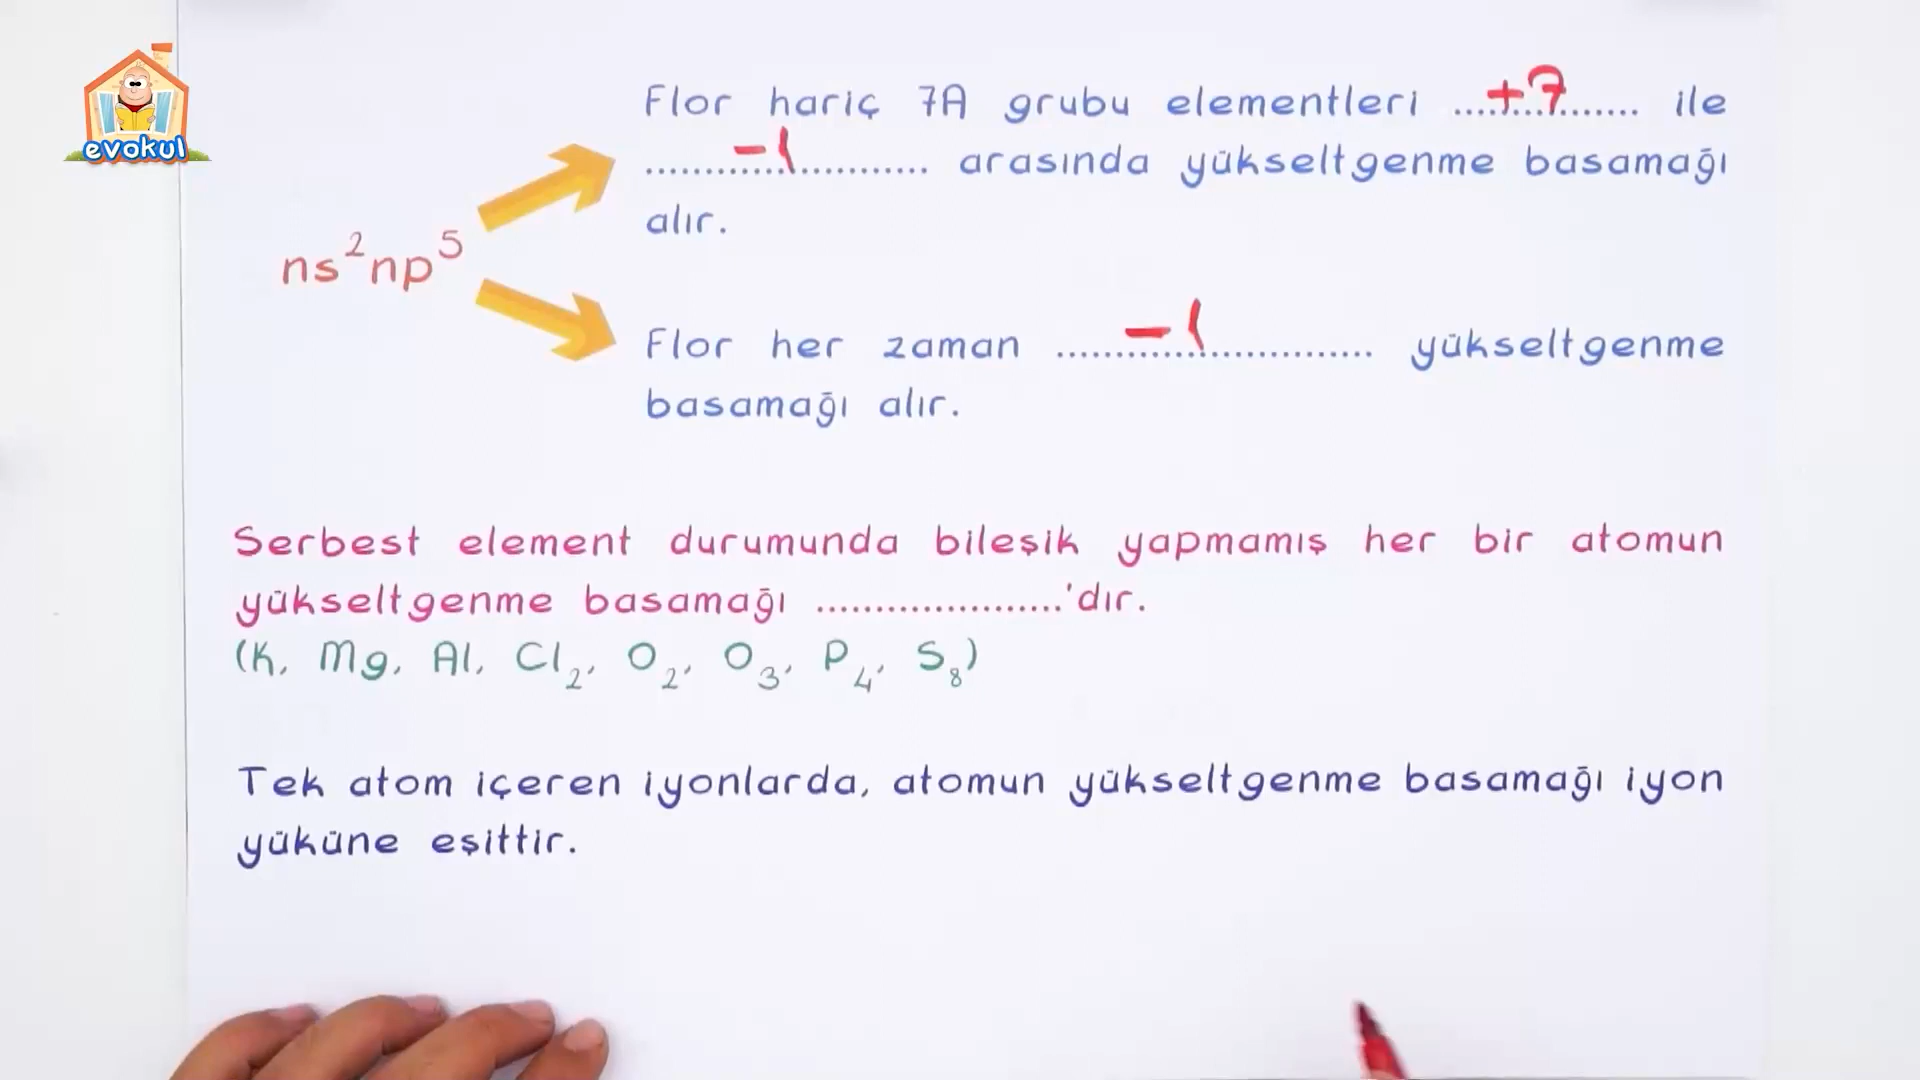 evokul
Flor hariç 7A grubu elementleri ....+7.... ile
....-1.... arasında yükseltgenme basamağı
alır.
ns²np⁵
Flor her zaman ....-1.... yükseltgenme
basamağı alır.
Serbest element durumunda bileşik yapmamış her bir atomun
yükseltgenme basamağı .....................'dır.
(K, Mg, Al, Cl₂, O₂, O₃, P₄, S₈)
Tek atom içeren iyonlarda, atomun yükseltgenme basamağı iyon
yüküne eşittir.